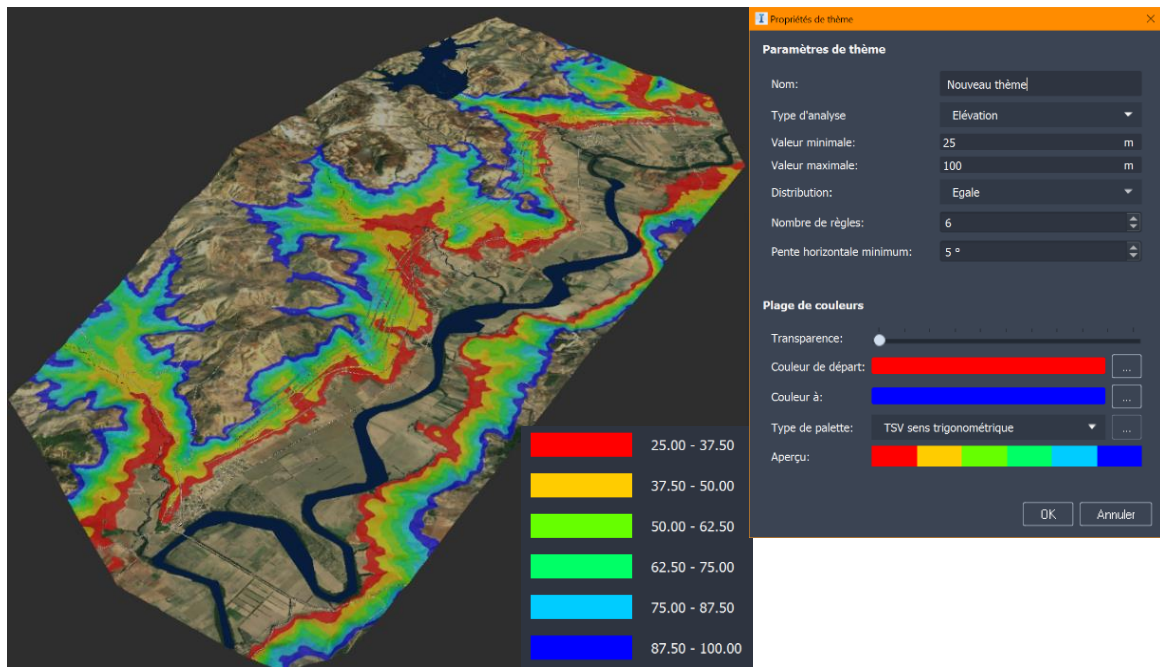 Propriétés de thème
Paramètres de thème
Nom: Nouveau thème
Type d'analyse Elévation
Valeur minimale: 25 m
Valeur maximale: 100 m
Distribution: Egale
Nombre de règles: 6
Pente horizontale minimum: 5 °
Plage de couleurs
Transparence:
Couleur de départ: ...
Couleur à: ...
Type de palette: TSV sens trigonométrique ...
Aperçu:
OK Annuler
25.00 - 37.50
37.50 - 50.00
50.00 - 62.50
62.50 - 75.00
75.00 - 87.50
87.50 - 100.00